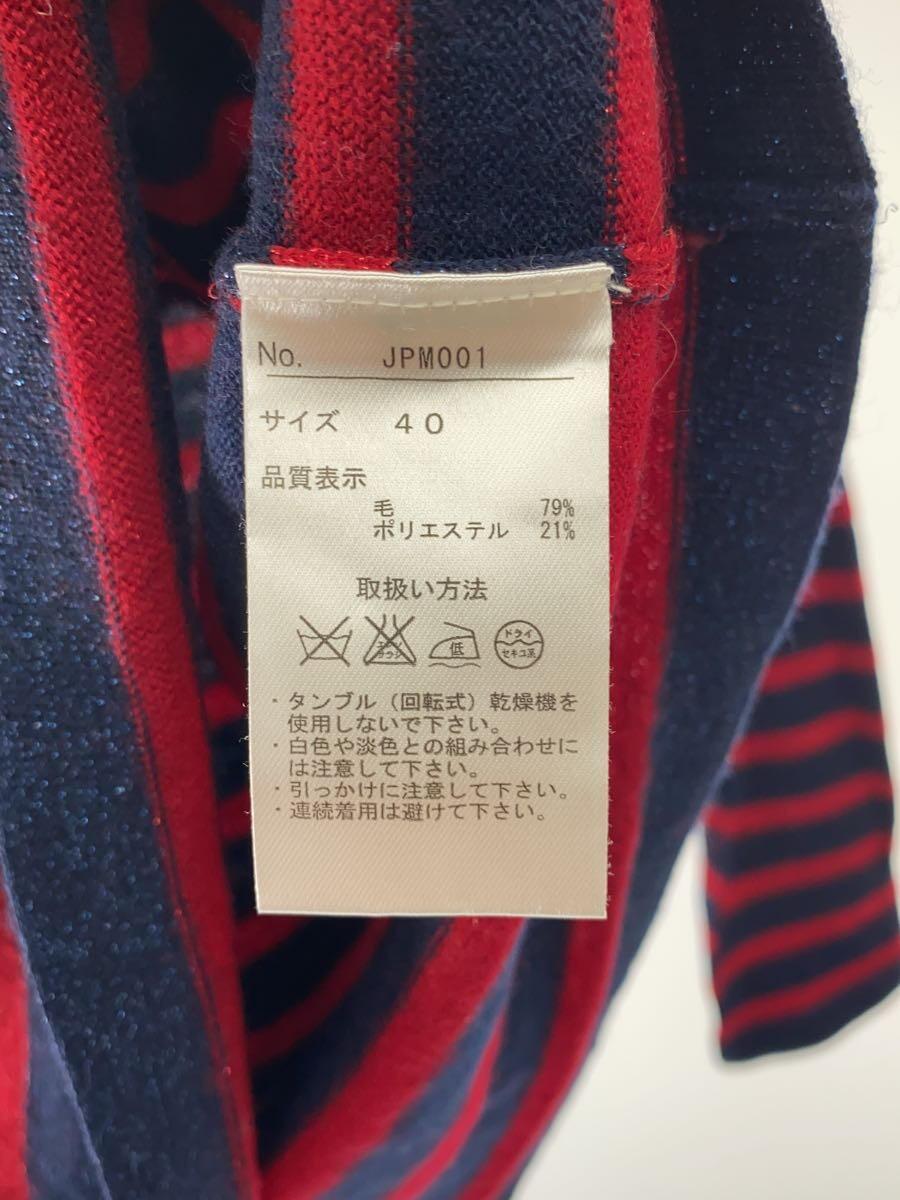 No. JPM001
サイズ 40
品質表示
毛 79%
ポリエステル 21%
取扱い方法
低 ドライ
セキユ系
・タンブル(回転式)乾燥機を
使用しないで下さい。
・白色や淡色との組み合わせに
は注意して下さい。
・引っかけに注意して下さい。
・連続着用は避けて下さい。